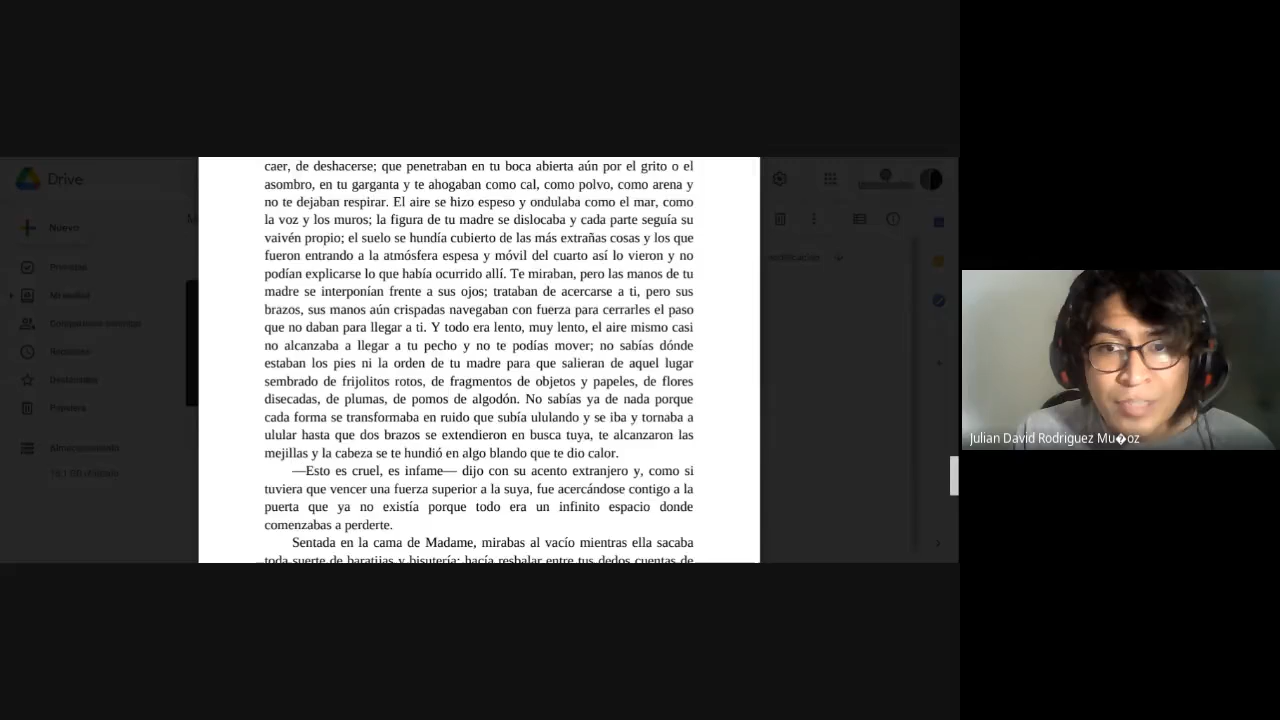 Drive
Nuevo
caer, de deshacerse; que penetraban en tu boca abierta aún por el grito o el
asombro, en tu garganta y te ahogaban como cal, como polvo, como arena y
no te dejaban respirar. El aire se hizo espeso y ondulaba como el mar, como
la voz y los muros; la figura de tu madre se dislocaba y cada parte seguía su
vaivén propio; el suelo se hundía cubierto de las más extrañas cosas y los que
fueron entrando a la atmósfera espesa y móvil del cuarto así lo vieron y no
podían explicarse lo que había ocurrido allí. Te miraban, pero las manos de tu
madre se interponían frente a sus ojos; trataban de acercarse a ti, pero sus
brazos, sus manos aún crispadas navegaban con fuerza para cerrarles el paso
que no daban para llegar a ti. Y todo era lento, muy lento, el aire mismo casi
no alcanzaba a llegar a tu pecho y no te podías mover; no sabías dónde
estaban los pies ni la orden de tu madre para que salieran de aquel lugar
sembrado de frijolitos rotos, de fragmentos de objetos y papeles, de flores
disecadas, de plumas, de pomos de algodón. No sabías ya de nada porque
cada forma se transformaba en ruido que subía ululando y se iba y tornaba a
ulular hasta que dos brazos se extendieron en busca tuya, te alcanzaron las
mejillas y la cabeza se te hundió en algo blando que te dio calor.
—Esto es cruel, es infame— dijo con su acento extranjero y, como si
tuviera que vencer una fuerza superior a la suya, fue acercándose contigo a la
puerta que ya no existía porque todo era un infinito espacio donde
comenzabas a perderte.
Sentada en la cama de Madame, mirabas al vacío mientras ella sacaba
toda suerte de baratijas y bisutería; hacía resbalar entre tus dedos cuentas de
Julian David Rodriguez Mu�oz